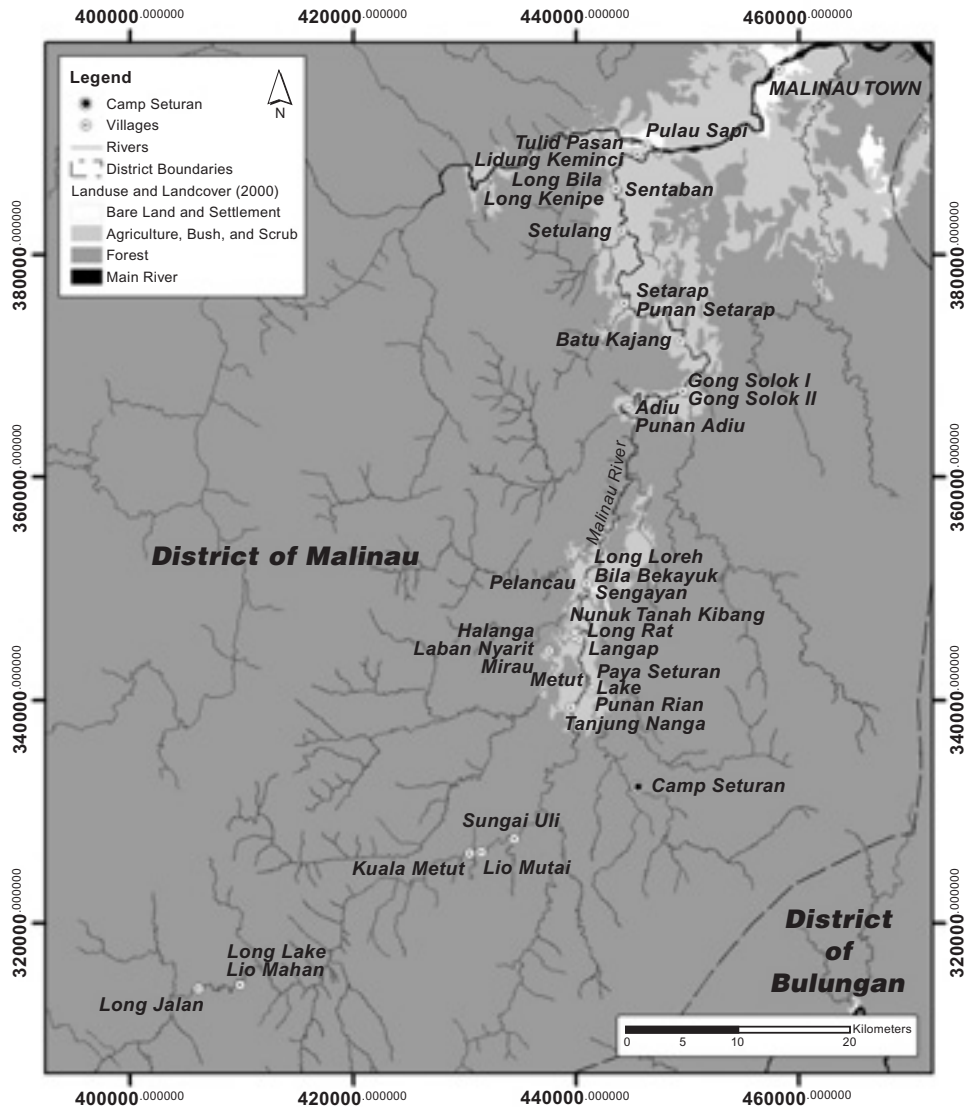 400000.000000
420000.000000
440000.000000
460000.000000
Legend
Camp Seturan
Villages
Rivers
District Boundaries
Landuse and Landcover (2000)
Bare Land and Settlement
Agriculture, Bush, and Scrub
Forest
Main River
N
MALINAU TOWN
Pulau Sapi
Tulid Pasan
Lidung Keminci
Long Bila
Long Kenipe
Sentaban
Setulang
Setarap
Punan Setarap
Batu Kajang
Gong Solok I
Gong Solok II
Adiu
Punan Adiu
Malinau River
District of Malinau
Long Loreh
Pelancau
Bila Bekayuk
Sengayan
Nunuk Tanah Kibang
Halanga
Long Rat
Laban Nyarit
Langap
Mirau
Metut
Paya Seturan
Lake
Punan Rian
Tanjung Nanga
Camp Seturan
Sungai Uli
Kuala Metut
Lio Mutai
Long Lake
Lio Mahan
Long Jalan
District
of
Bulungan
Kilometers
0 5 10 20
380000.000000
360000.000000
340000.000000
320000.000000
380000.000000
360000.000000
340000.000000
320000.000000
400000.000000
420000.000000
440000.000000
460000.000000